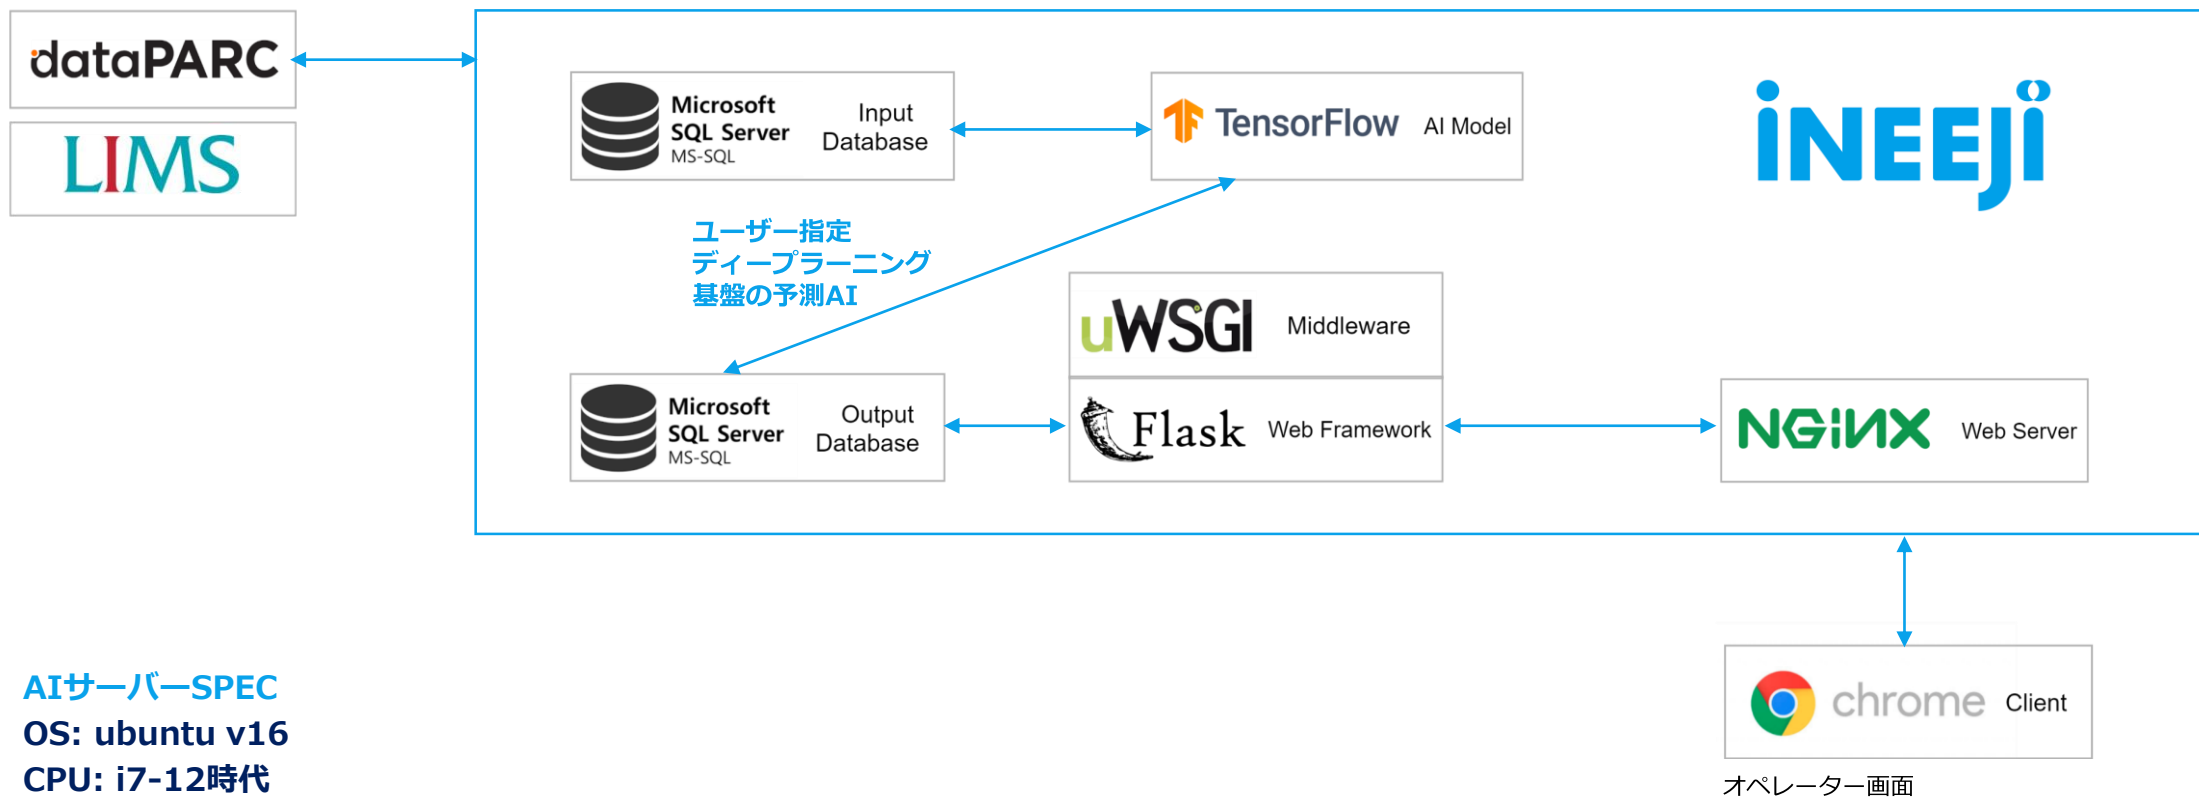 dataPARC
LIMS
Microsoft
SQL Server
MS-SQL
Input
Database
TensorFlow
AI Model
iNEEJi
ユーザー指定
ディープラーニング
基盤の予測AI
uWSGI
Middleware
Microsoft
SQL Server
MS-SQL
Output
Database
Flask
Web Framework
NGiNX
Web Server
chrome
Client
オペレーター画面
AIサーバーSPEC
OS: ubuntu v16
CPU: i7-12時代